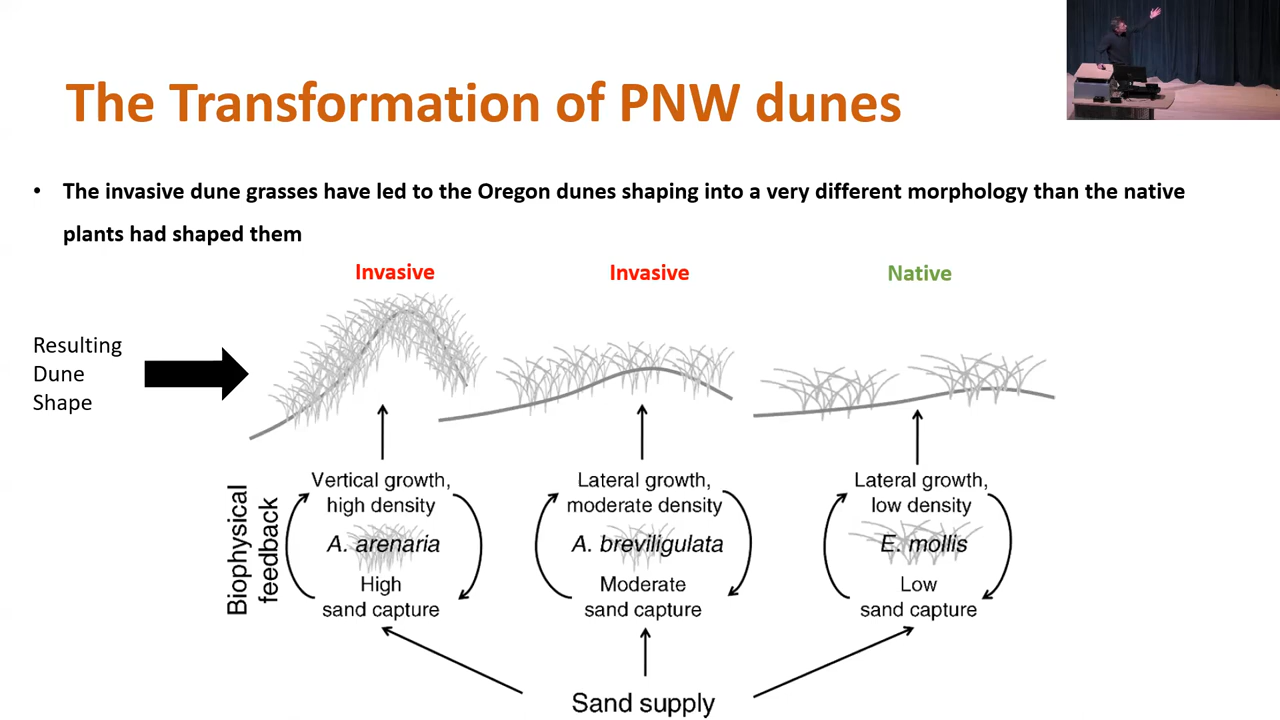 The Transformation of PNW dunes
• The invasive dune grasses have led to the Oregon dunes shaping into a very different morphology than the native
plants had shaped them
Invasive
Invasive
Native
Resulting
Dune
Shape
Biophysical
feedback
Vertical growth,
high density
A. arenaria
High
sand capture
Lateral growth,
moderate density
A. breviligulata
Moderate
sand capture
Lateral growth,
low density
E. mollis
Low
sand capture
Sand supply